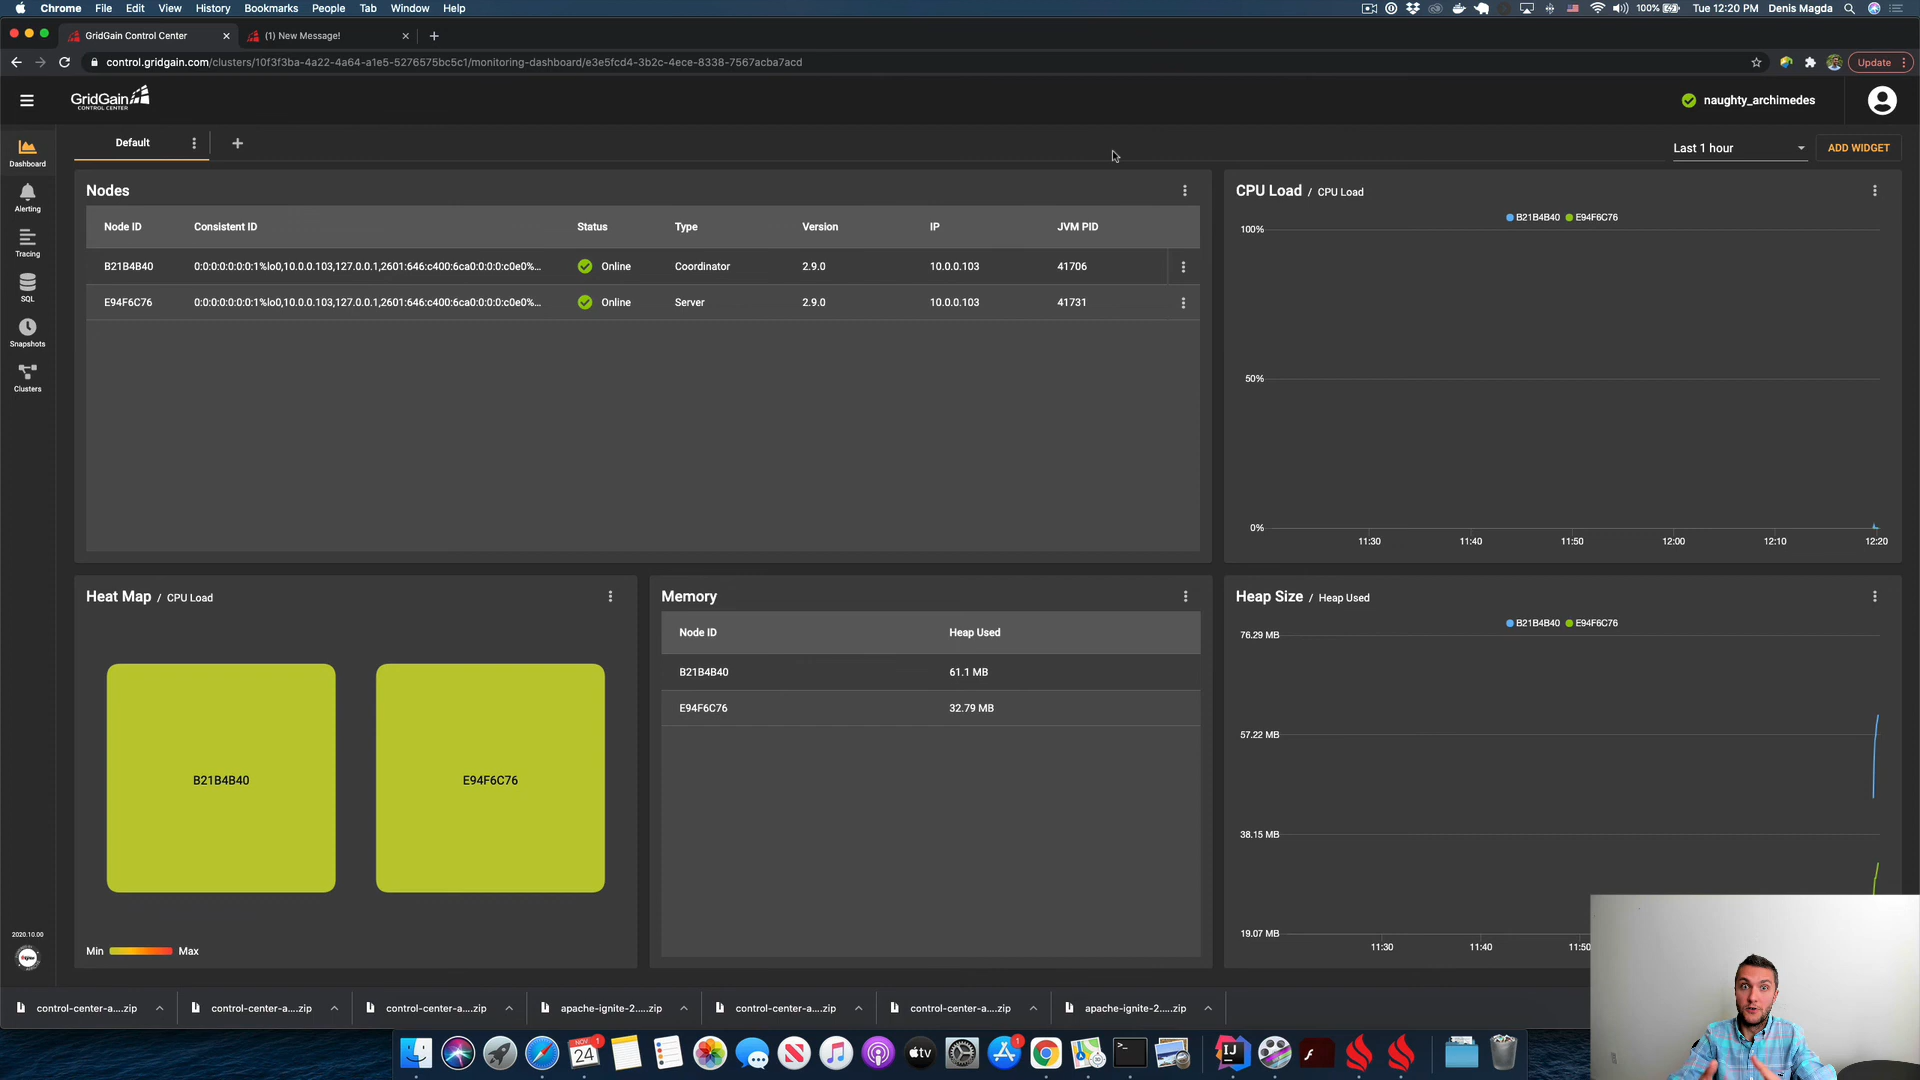 Chrome File Edit View History Bookmarks People Tab Window Help
100% Tue 12:20 PM Denis Magda
GridGain Control Center
(1) New Message!
control.gridgain.com/clusters/10f3f3ba-4a22-4a64-a1e5-5276575bc5c1/monitoring-dashboard/e3e5fcd4-3b2c-4ece-8338-7567acba7acd
Update
GridGain
CONTROL CENTER
naughty_archimedes
Dashboard
Alerting
Tracing
SQL
Snapshots
Clusters
2020.10.00
Default
Last 1 hour
ADD WIDGET
Nodes
Node ID Consistent ID Status Type Version IP JVM PID
B21B4B40 0:0:0:0:0:0:0:1%lo0,10.0.0.103,127.0.0.1,2601:646:c400:6ca0:0:0:0:c0e0%... Online Coordinator 2.9.0 10.0.0.103 41706
E94F6C76 0:0:0:0:0:0:0:1%lo0,10.0.0.103,127.0.0.1,2601:646:c400:6ca0:0:0:0:c0e0%... Online Server 2.9.0 10.0.0.103 41731
CPU Load / CPU Load
B21B4B40 E94F6C76
100%
50%
0%
11:30 11:40 11:50 12:00 12:10 12:20
Heat Map / CPU Load
B21B4B40
E94F6C76
Min Max
Memory
Node ID Heap Used
B21B4B40 61.1 MB
E94F6C76 32.79 MB
Heap Size / Heap Used
B21B4B40 E94F6C76
76.29 MB
57.22 MB
38.15 MB
19.07 MB
11:30 11:40 11:50
control-center-a....zip
control-center-a....zip
control-center-a....zip
apache-ignite-2.....zip
control-center-a....zip
control-center-a....zip
apache-ignite-2.....zip
NOV
24
1
tv
1
IJ